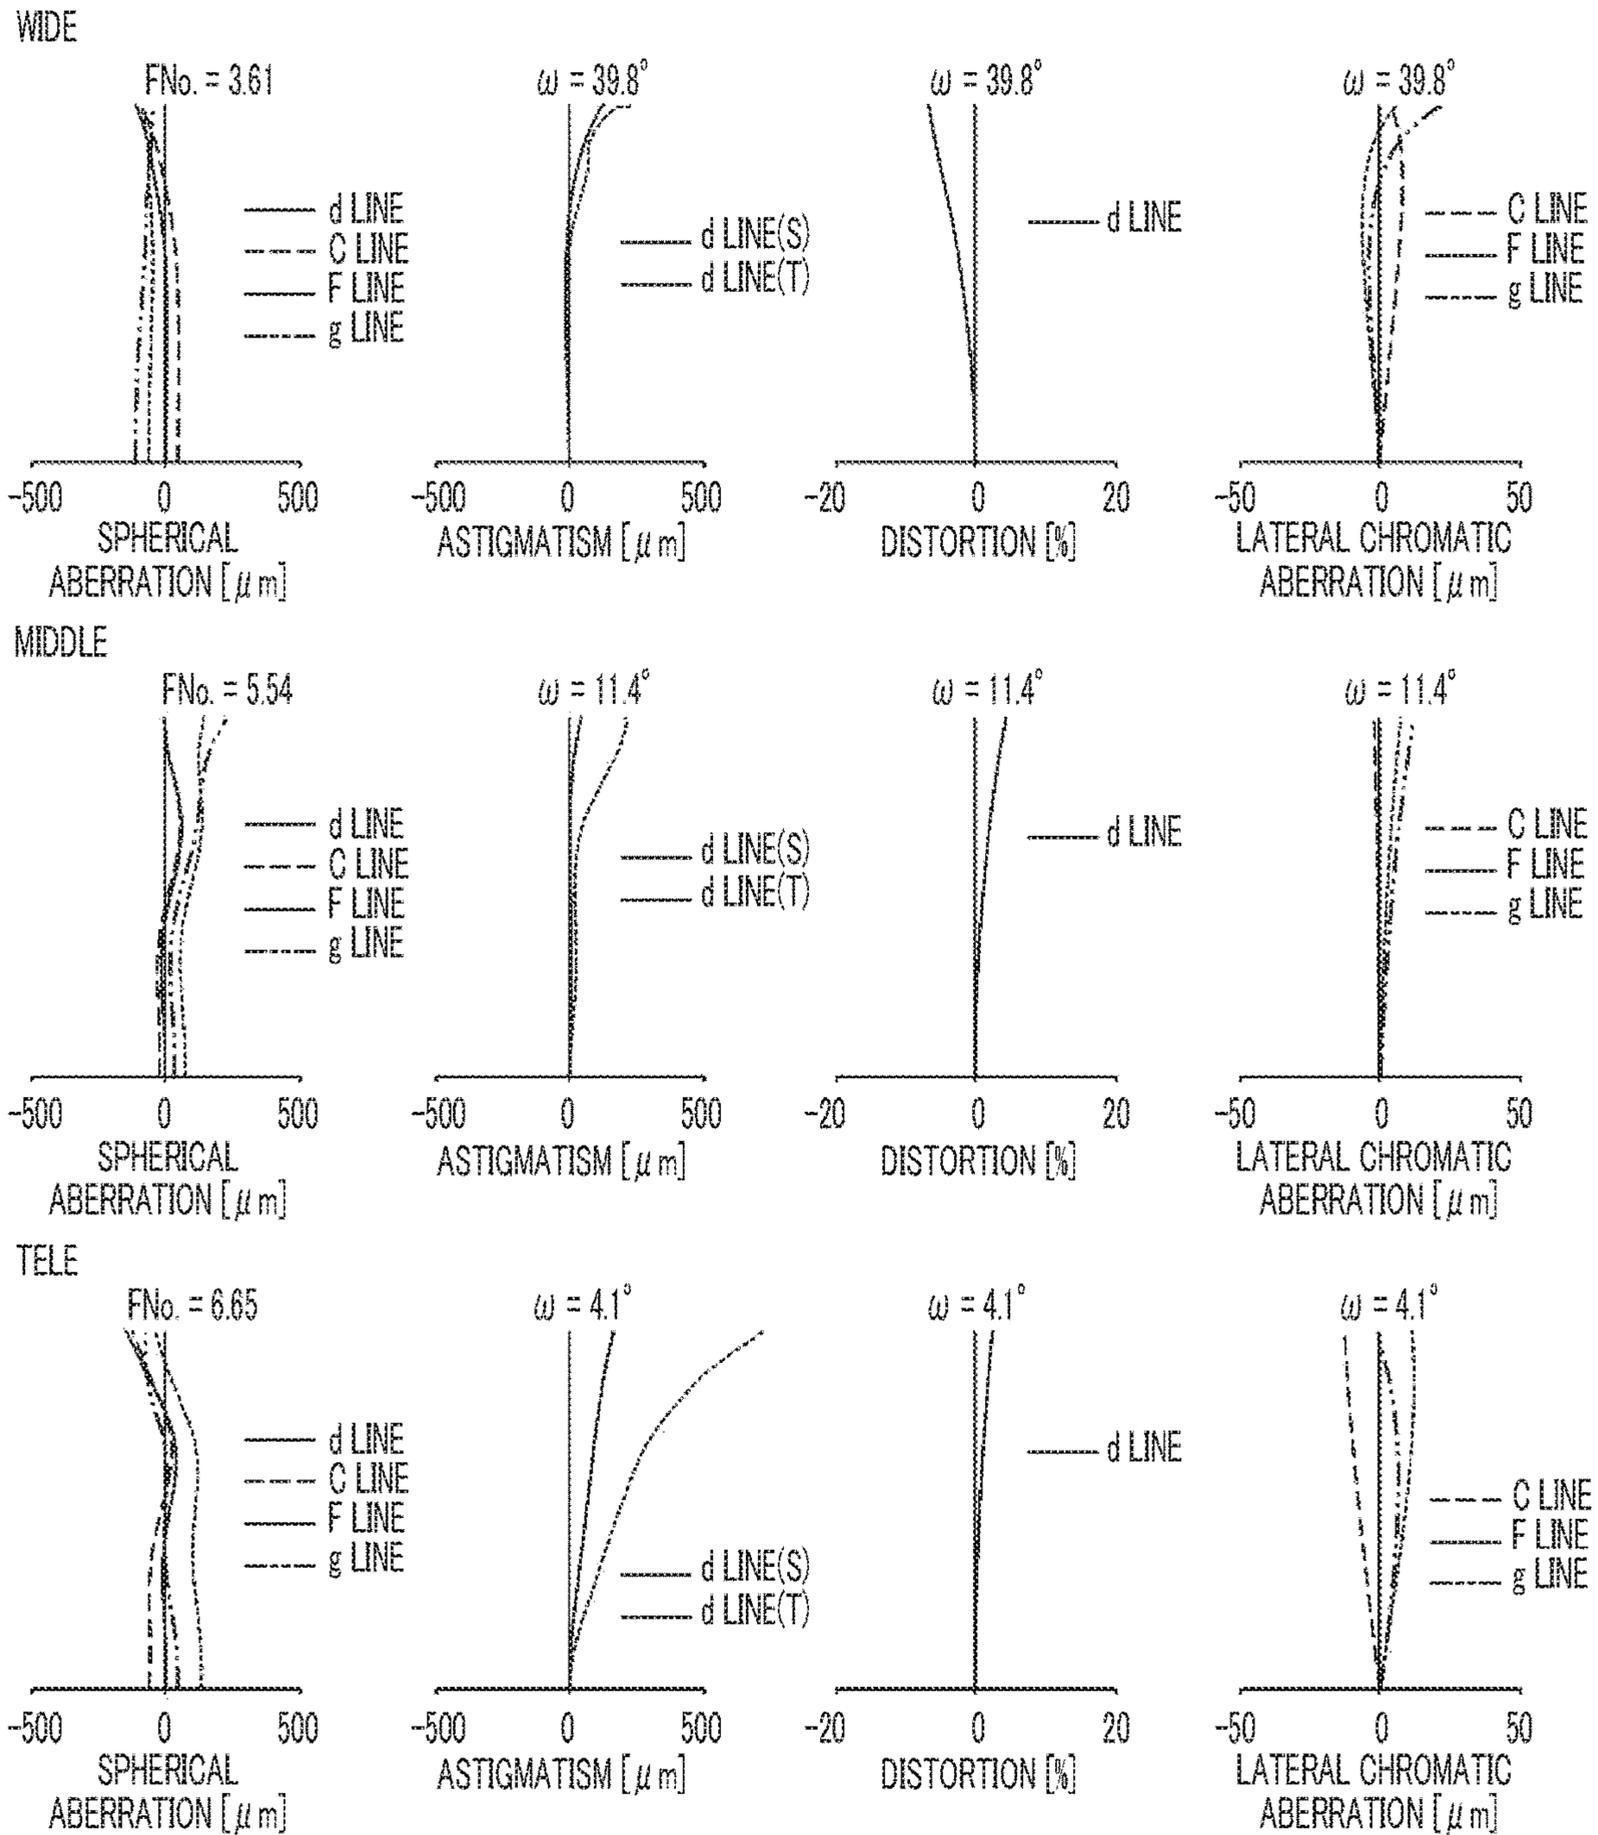 WIDE
FNo. = 3.61
ω = 39.8°
ω = 39.8°
ω = 39.8°
d LINE
C LINE
F LINE
g LINE
d LINE(S)
d LINE(T)
d LINE
C LINE
F LINE
g LINE
-500 0 500
-500 0 500
-20 0 20
-50 0 50
SPHERICAL
ABERRATION [μm]
ASTIGMATISM [μm]
DISTORTION [%]
LATERAL CHROMATIC
ABERRATION [μm]
MIDDLE
FNo. = 5.54
ω = 11.4°
ω = 11.4°
ω = 11.4°
d LINE
C LINE
F LINE
g LINE
d LINE(S)
d LINE(T)
d LINE
C LINE
F LINE
g LINE
-500 0 500
-500 0 500
-20 0 20
-50 0 50
SPHERICAL
ABERRATION [μm]
ASTIGMATISM [μm]
DISTORTION [%]
LATERAL CHROMATIC
ABERRATION [μm]
TELE
FNo. = 6.65
ω = 4.1°
ω = 4.1°
ω = 4.1°
d LINE
C LINE
F LINE
g LINE
d LINE(S)
d LINE(T)
d LINE
C LINE
F LINE
g LINE
-500 0 500
-500 0 500
-20 0 20
-50 0 50
SPHERICAL
ABERRATION [μm]
ASTIGMATISM [μm]
DISTORTION [%]
LATERAL CHROMATIC
ABERRATION [μm]